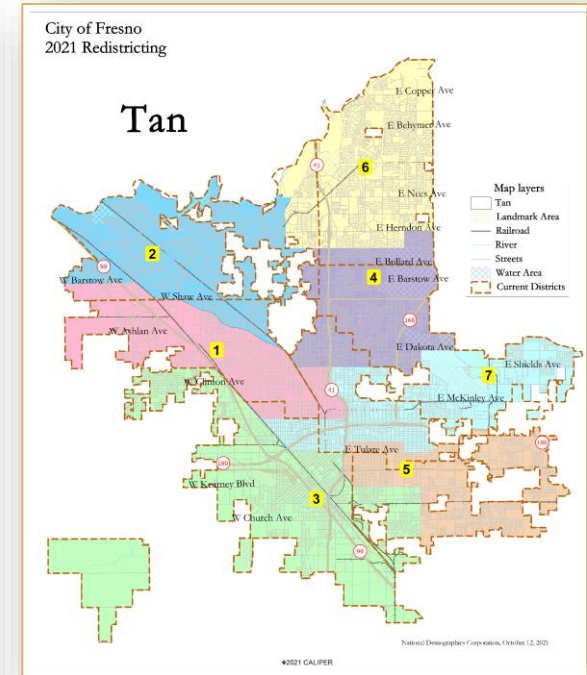 City of Fresno
2021 Redistricting
Tan
E Copper Ave
E Behymer Ave
41
6
E Nees Ave
Map layers
Tan
Landmark Area
Railroad
River
Streets
Water Area
Current Districts
E Herndon Ave
2
E Bullard Ave
99
4
W Barstow Ave
E Barstow Ave
W Shaw Ave
168
W Ashlan Ave
1
E Dakota Ave
E Shields Ave
7
W Clinton Ave
41
E McKinley Ave
E Tulare Ave
180
180
5
W Kearney Blvd
3
W Church Ave
99
National Demographics Corporation, October 12, 2021
©2021 CALIPER